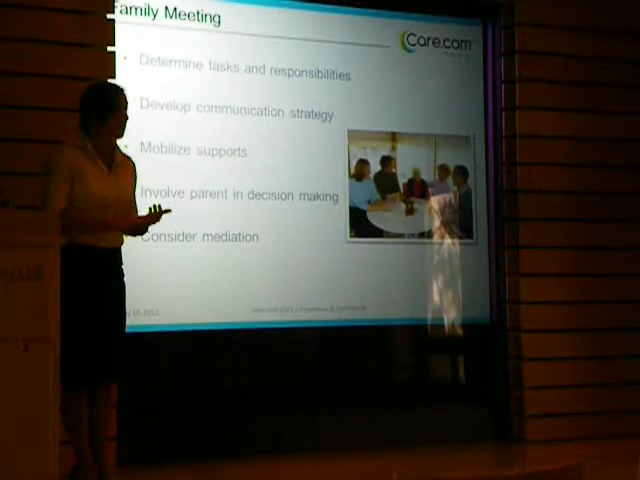 Family Meeting
Care.com
Determine tasks and responsibilities
Develop communication strategy
Mobilize supports
Involve parent in decision making
Consider mediation
2012